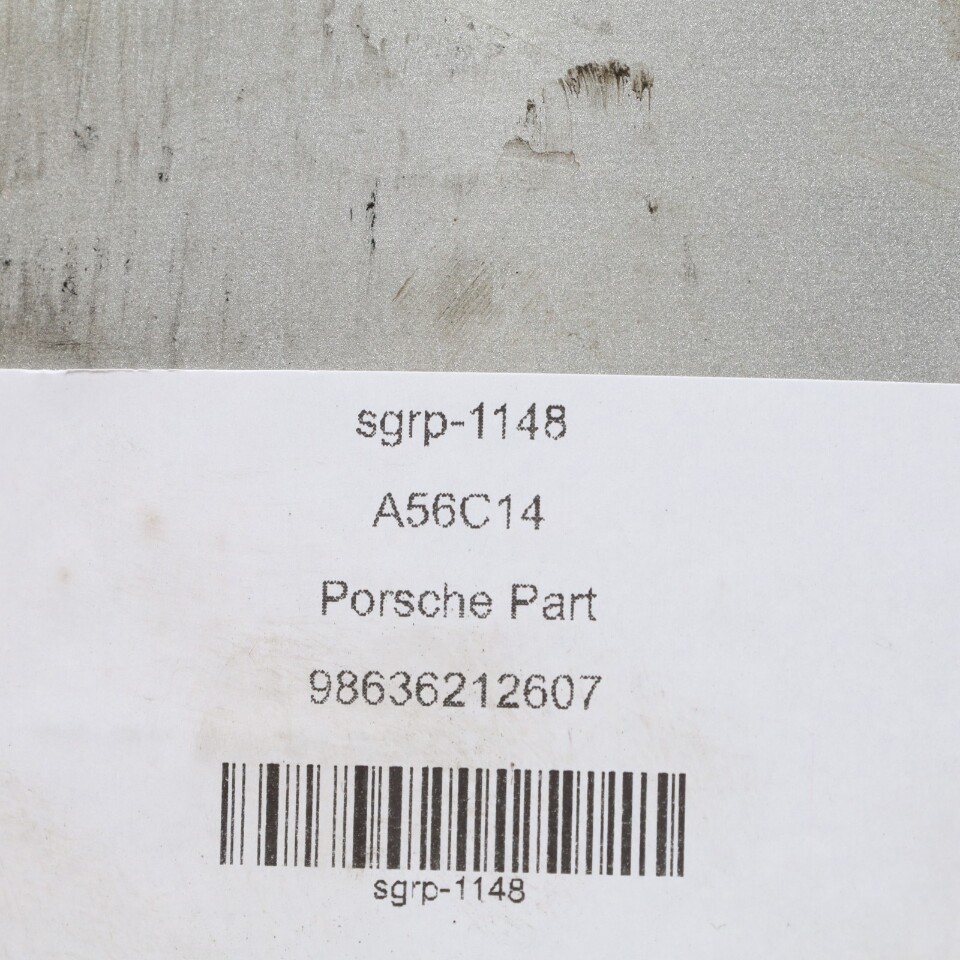 sgrp-1148
A56C14
Porsche Part
98636212607
sgrp-1148